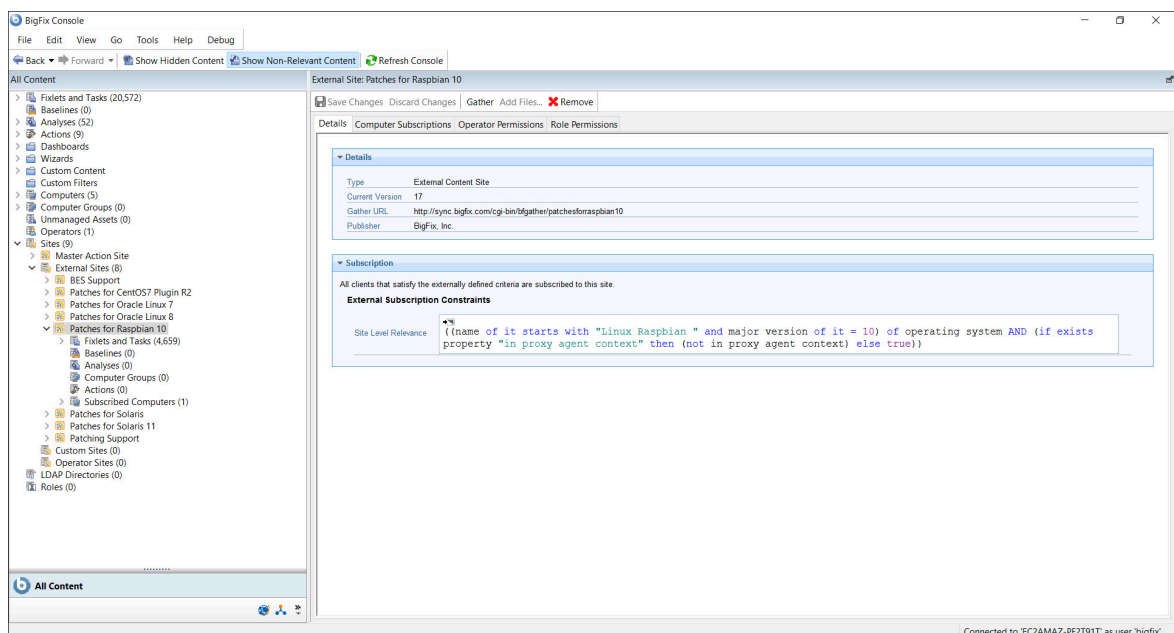 BigFix Console
File Edit View Go Tools Help Debug
Back Forward Show Hidden Content Show Non-Relevant Content Refresh Console
All Content
Fixlets and Tasks (20,572)
Baselines (0)
Analyses (52)
Actions (9)
Dashboards
Wizards
Custom Content
Custom Filters
Computers (5)
Computer Groups (0)
Unmanaged Assets (0)
Operators (1)
Sites (9)
Master Action Site
External Sites (8)
BES Support
Patches for CentOS7 Plugin R2
Patches for Oracle Linux 7
Patches for Oracle Linux 8
Patches for Raspbian 10
Fixlets and Tasks (4,659)
Baselines (0)
Analyses (0)
Computer Groups (0)
Actions (0)
Subscribed Computers (1)
Patches for Solaris
Patches for Solaris 11
Patching Support
Custom Sites (0)
Operator Sites (0)
LDAP Directories (0)
Roles (0)
All Content
External Site: Patches for Raspbian 10
Save Changes Discard Changes Gather Add Files... Remove
Details Computer Subscriptions Operator Permissions Role Permissions
Details
Type External Content Site
Current Version 17
Gather URL http://sync.bigfix.com/cgi-bin/bfgather/patchesforraspbian10
Publisher BigFix, Inc.
Subscription
All clients that satisfy the externally defined criteria are subscribed to this site.
External Subscription Constraints
Site Level Relevance
((name of it starts with "Linux Raspbian " and major version of it = 10) of operating system AND (if exists
property "in proxy agent context" then (not in proxy agent context) else true))
Connected to 'EC2AMAZ-PF2T91T' as user 'bigfix'